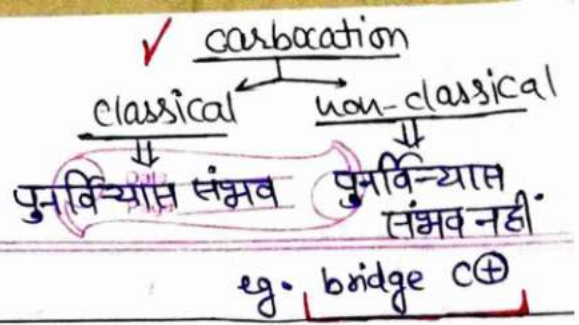 carbocation
classical non-classical
पुनर्विन्यास संभव पुनर्विन्यास
संभव नहीं
eg. bridge C⊕